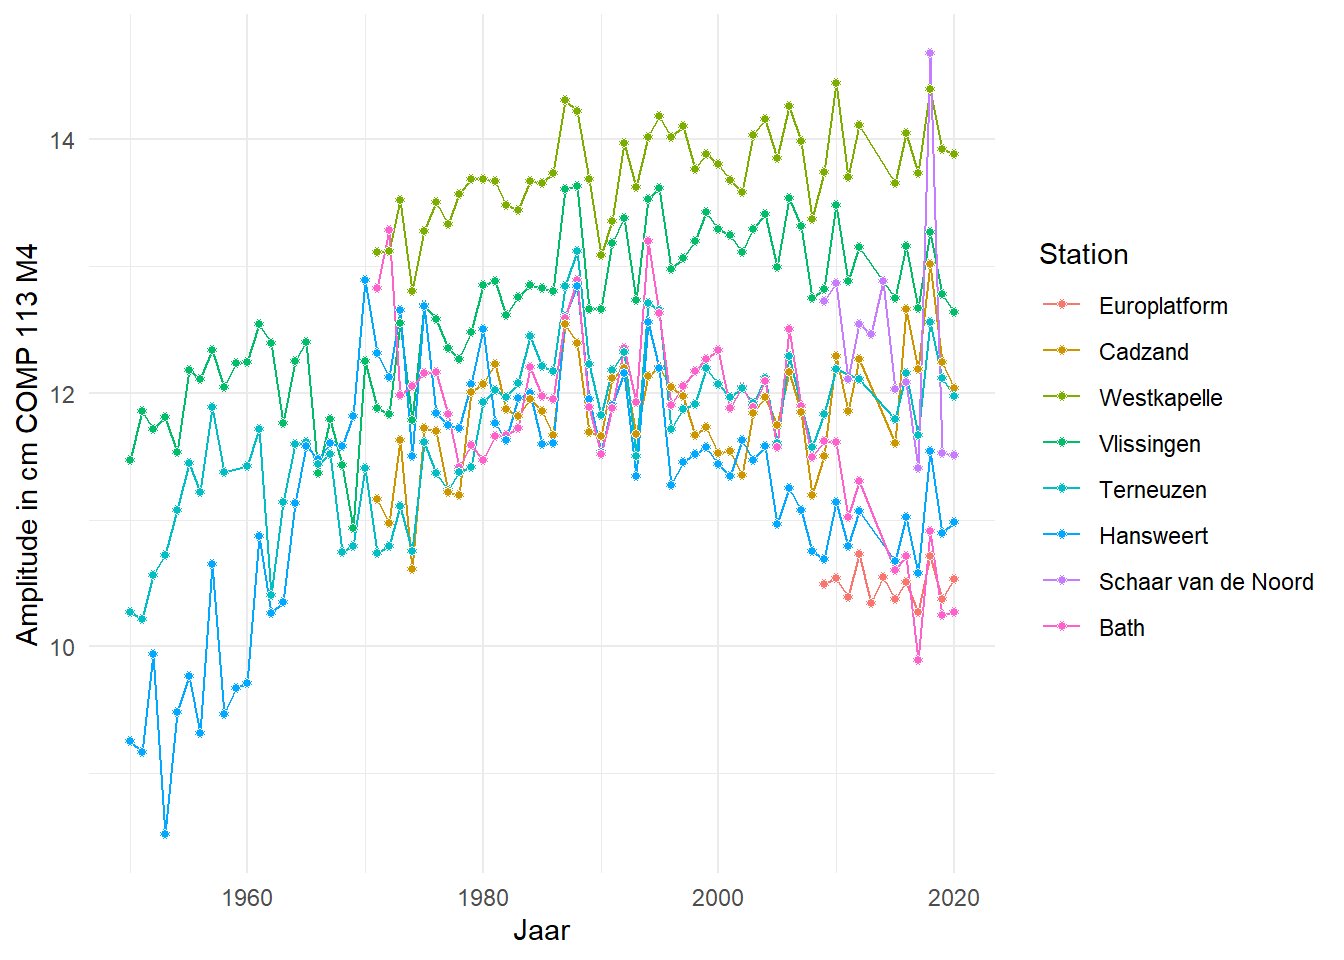 Amplitude in cm COMP 113 M4
14
12
10
1960
1980
2000
2020
Jaar
Station
Europlatform
Cadzand
Westkapelle
Vlissingen
Terneuzen
Hansweert
Schaar van de Noord
Bath